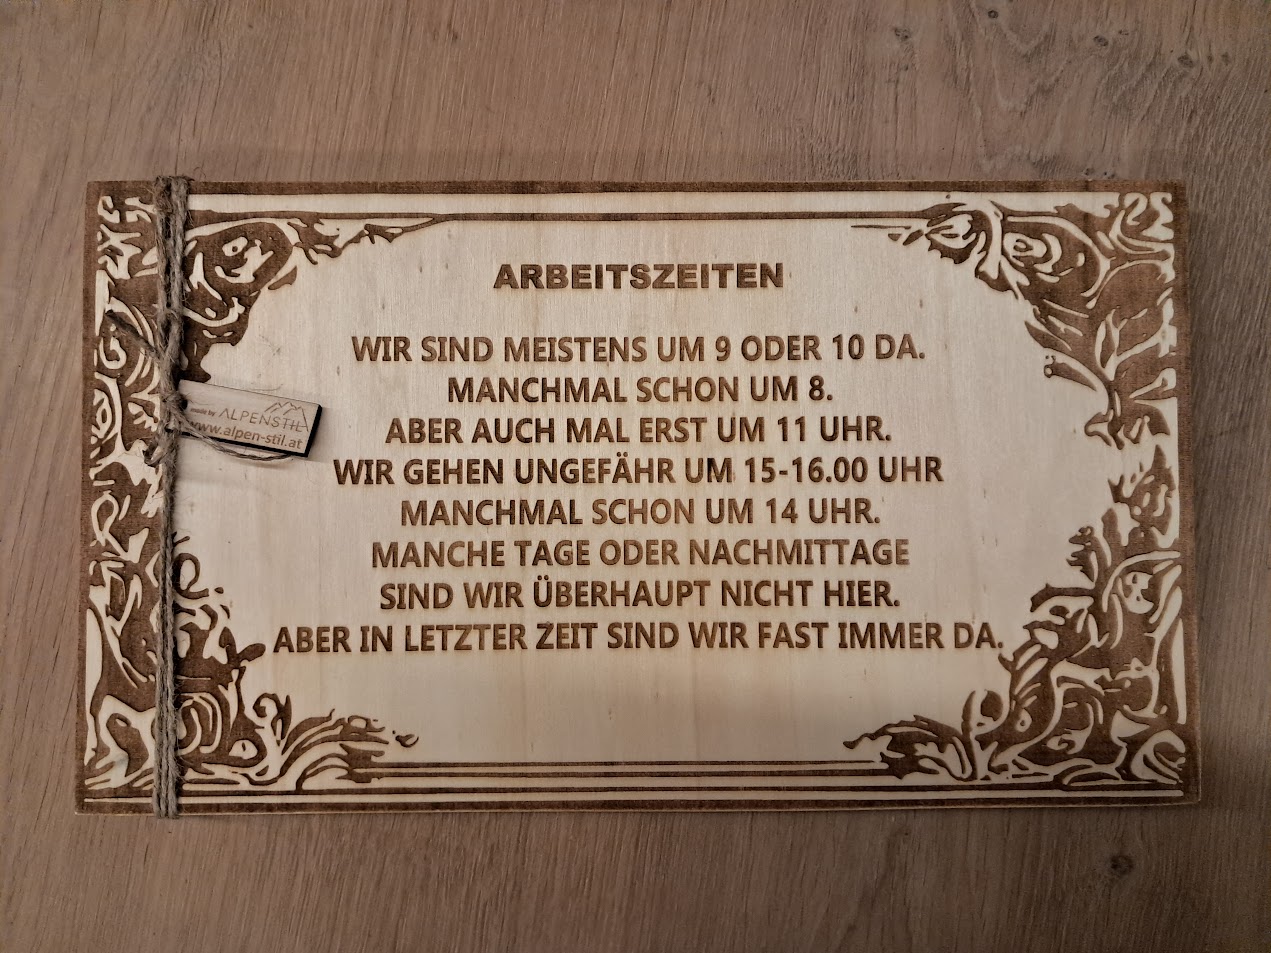 ARBEITSZEITEN
WIR SIND MEISTENS UM 9 ODER 10 DA.
MANCHMAL SCHON UM 8.
ABER AUCH MAL ERST UM 11 UHR.
WIR GEHEN UNGEFÄHR UM 15-16.00 UHR
MANCHMAL SCHON UM 14 UHR.
MANCHE TAGE ODER NACHMITTAGE
SIND WIR ÜBERHAUPT NICHT HIER.
ABER IN LETZTER ZEIT SIND WIR FAST IMMER DA.
made by ALPENSTIL
www.alpen-stil.at